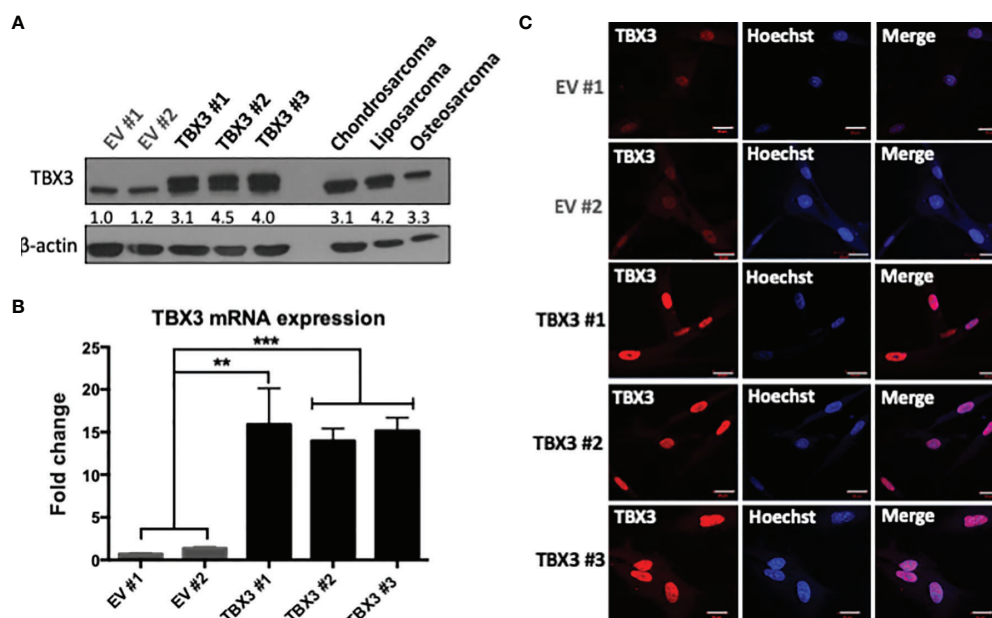 A
EV #1
EV #2
TBX3 #1
TBX3 #2
TBX3 #3
Chondrosarcoma
Liposarcoma
Osteosarcoma
TBX3
1.0 1.2 3.1 4.5 4.0 3.1 4.2 3.3
β-actin
B
TBX3 mRNA expression
Fold change
25
20
15
10
5
0
***
**
EV #1
EV #2
TBX3 #1
TBX3 #2
TBX3 #3
C
TBX3 Hoechst Merge
EV #1
TBX3 Hoechst Merge
EV #2
TBX3 Hoechst Merge
TBX3 #1
TBX3 Hoechst Merge
TBX3 #2
TBX3 Hoechst Merge
TBX3 #3